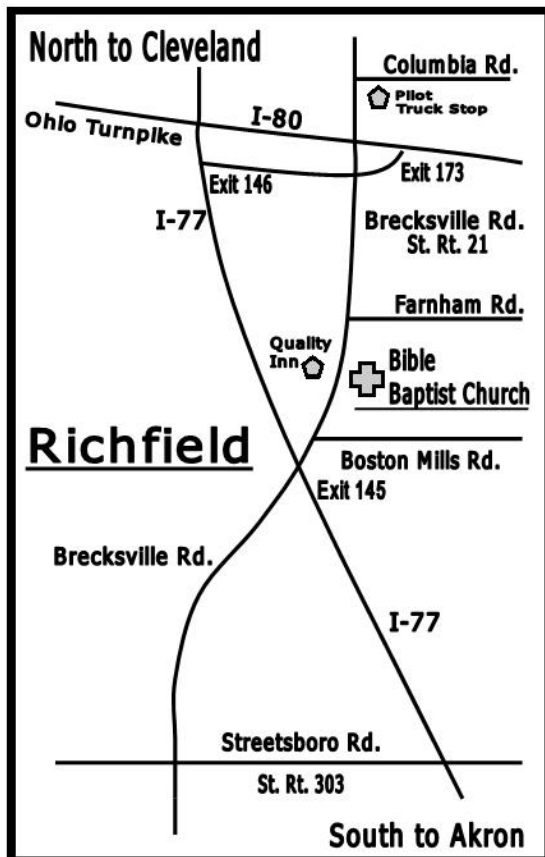 North to Cleveland
Columbia Rd.
Pilot
Truck Stop
I-80
Ohio Turnpike
Exit 146
Exit 173
I-77
Brecksville Rd.
St. Rt. 21
Farnham Rd.
Quality
Inn
Bible
Baptist Church
Richfield
Boston Mills Rd.
Exit 145
Brecksville Rd.
I-77
Streetsboro Rd.
St. Rt. 303
South to Akron